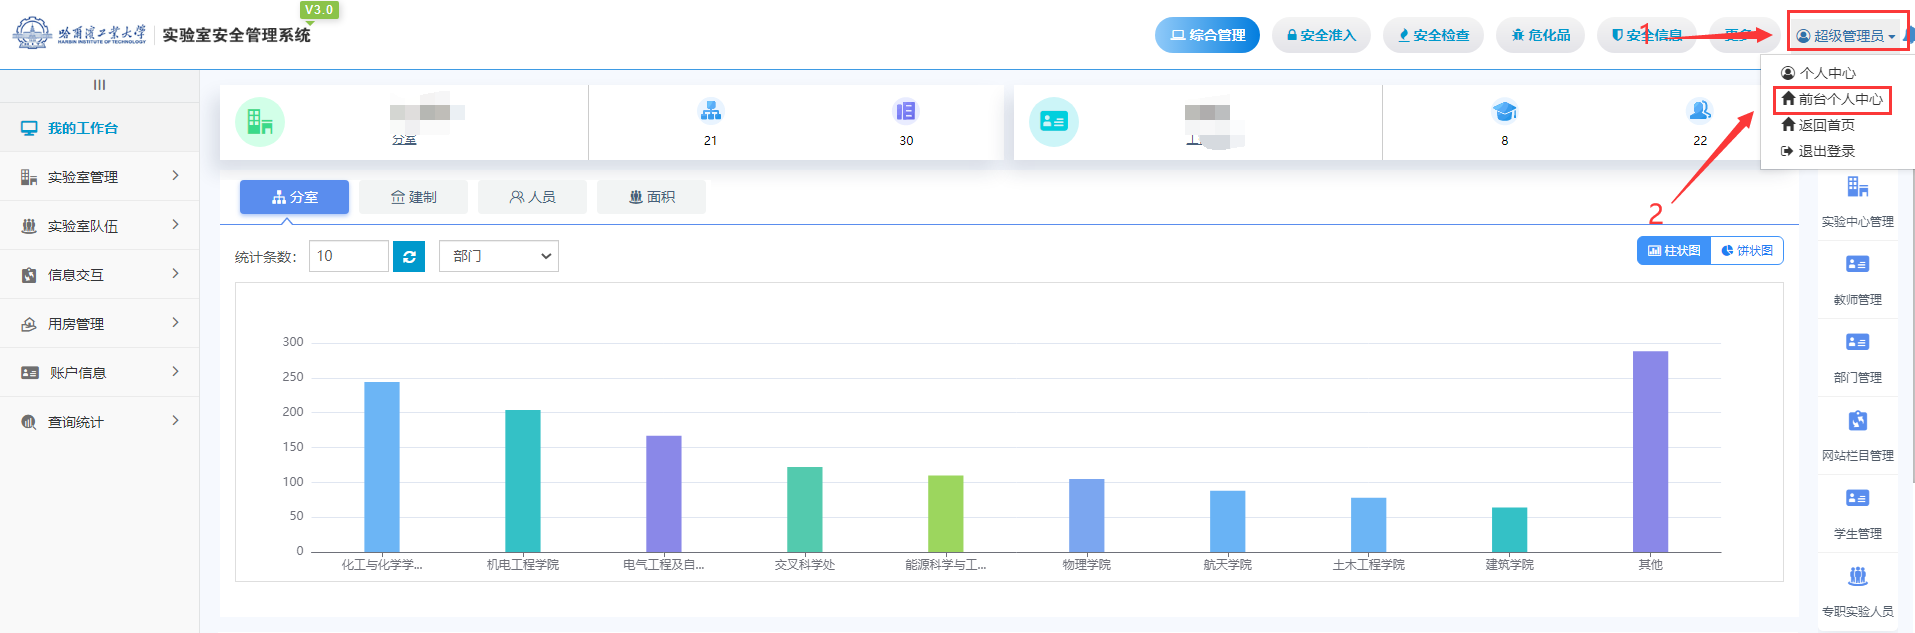 V3.0
哈爾濱工業大學
HARBIN INSTITUTE OF TECHNOLOGY
实验室安全管理系统
综合管理
安全准入
安全检查
危化品
安全信息
更多
1
超级管理员
个人中心
前台个人中心
返回首页
退出登录
2
我的工作台
实验室管理
实验室队伍
信息交互
用房管理
账户信息
查询统计
分室
21
30
8
22
分室
建制
人员
面积
统计条数:
10
部门
柱状图
饼状图
300
250
200
150
100
50
0
化工与化学学...
机电工程学院
电气工程及自...
交叉科学处
能源科学与工...
物理学院
航天学院
土木工程学院
建筑学院
其他
实验中心管理
教师管理
部门管理
网站栏目管理
学生管理
专职实验人员